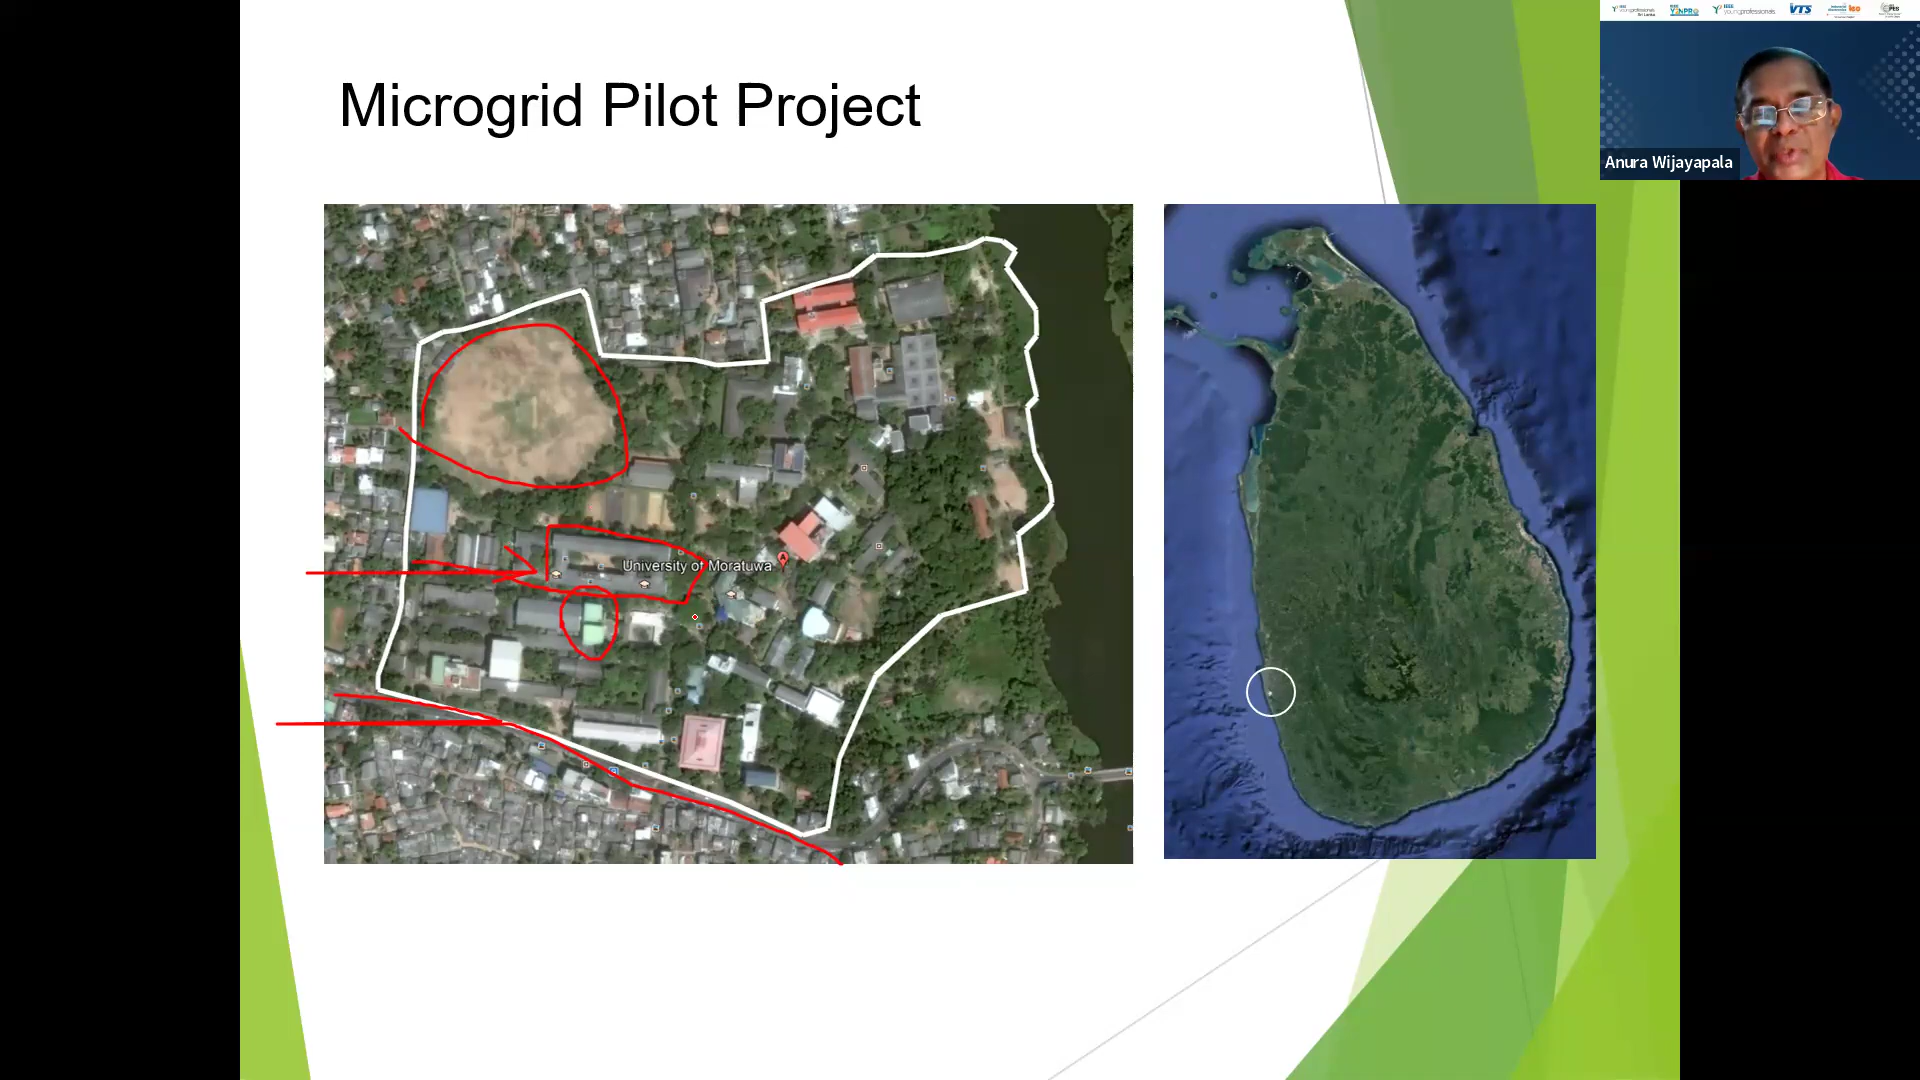 Microgrid Pilot Project
VTS
Anura Wijayapala
University of Moratuwa
A